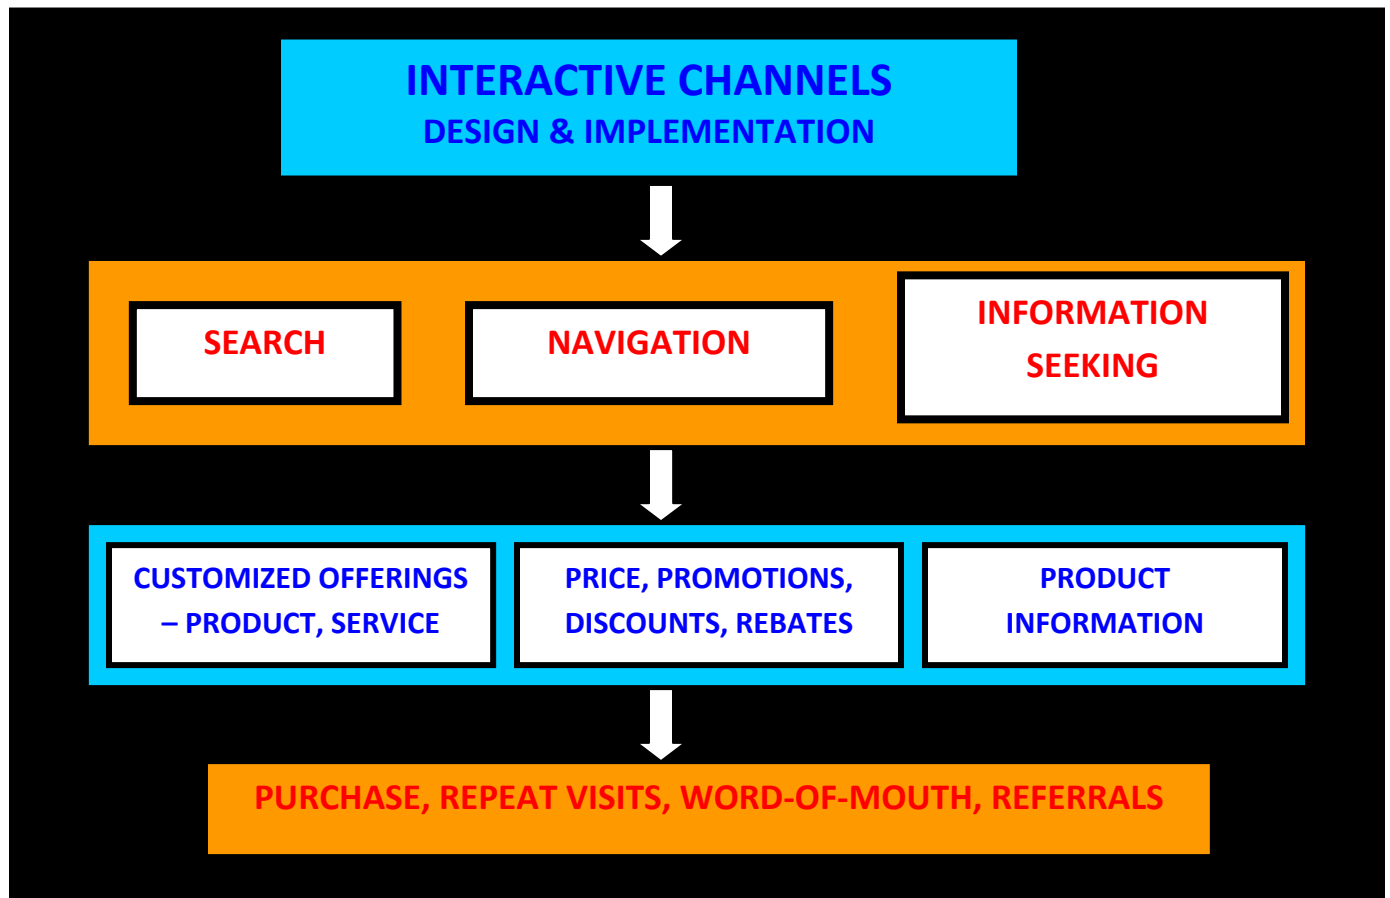 INTERACTIVE CHANNELS
DESIGN & IMPLEMENTATION
SEARCH
NAVIGATION
INFORMATION
SEEKING
CUSTOMIZED OFFERINGS
– PRODUCT, SERVICE
PRICE, PROMOTIONS,
DISCOUNTS, REBATES
PRODUCT
INFORMATION
PURCHASE, REPEAT VISITS, WORD-OF-MOUTH, REFERRALS